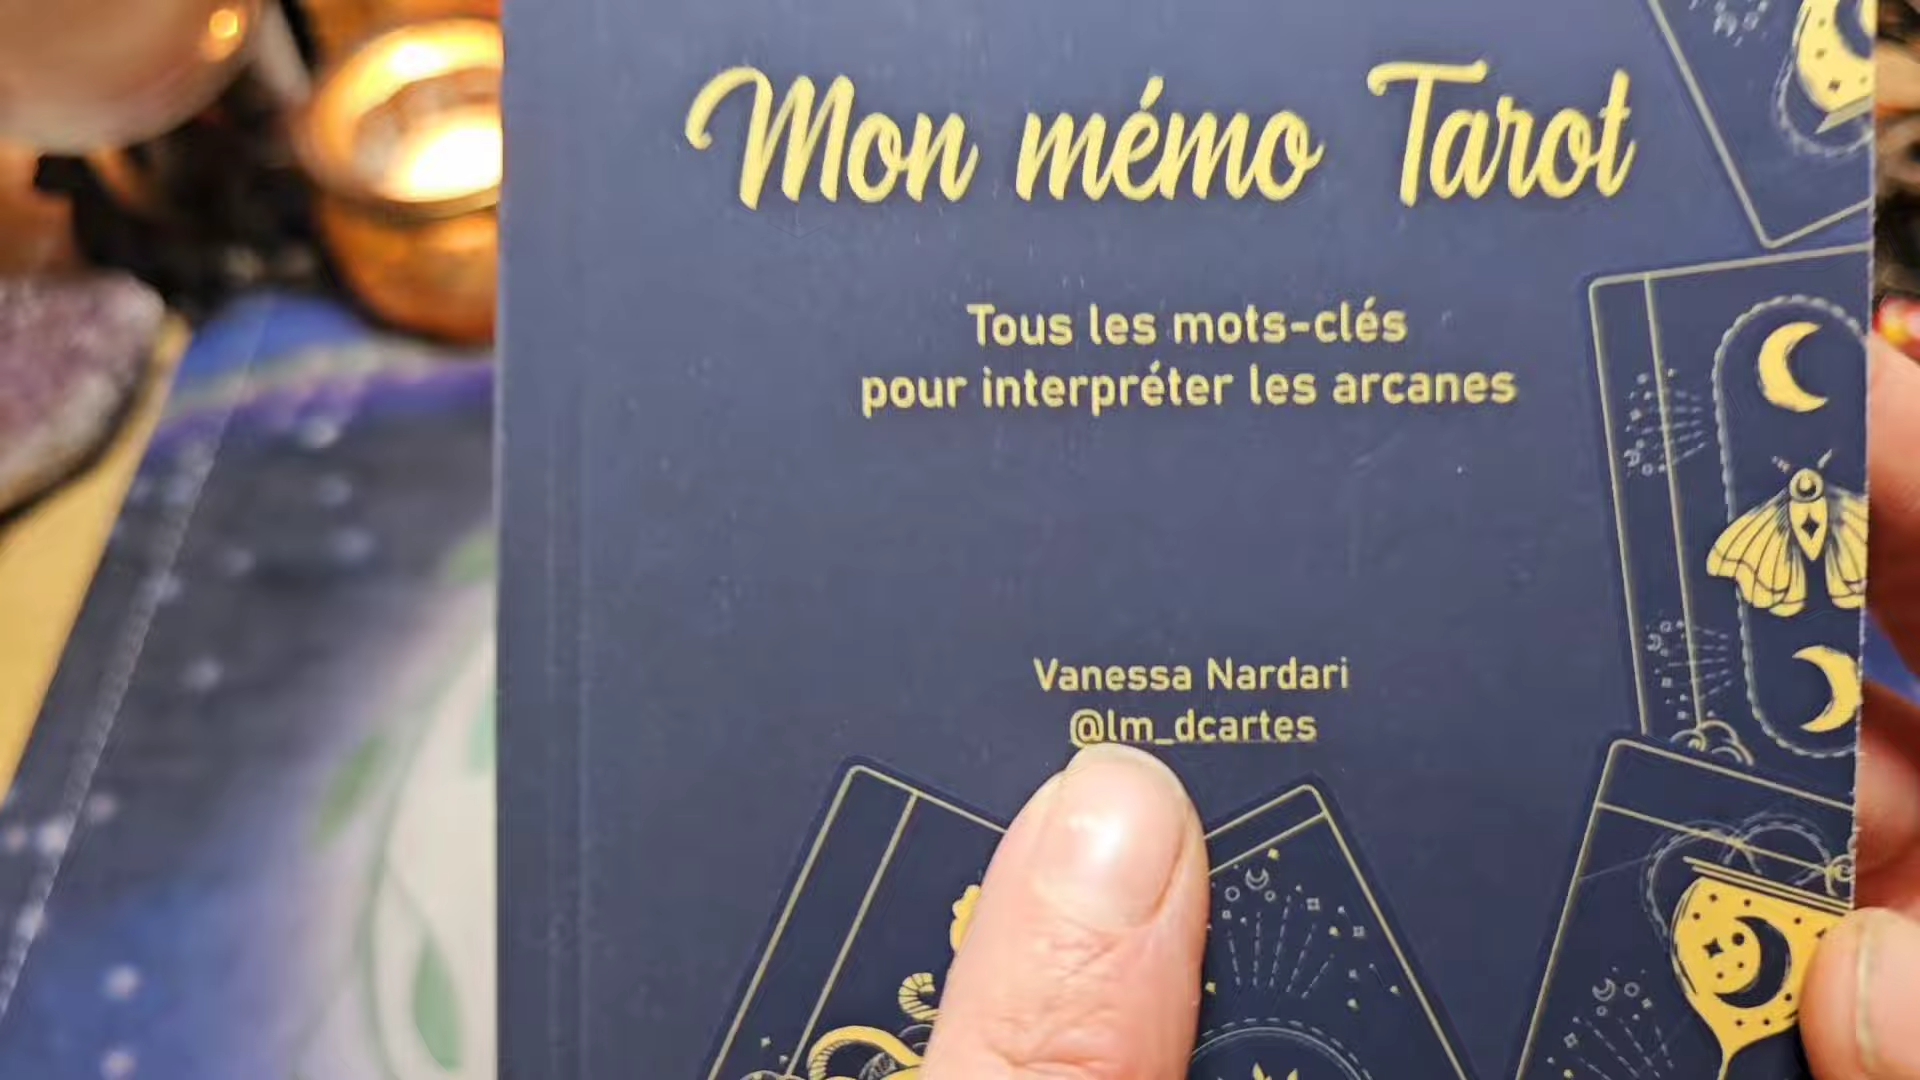 Mon mémo Tarot
Tous les mots-clés
pour interpréter les arcanes
Vanessa Nardari
@lm_dcartes